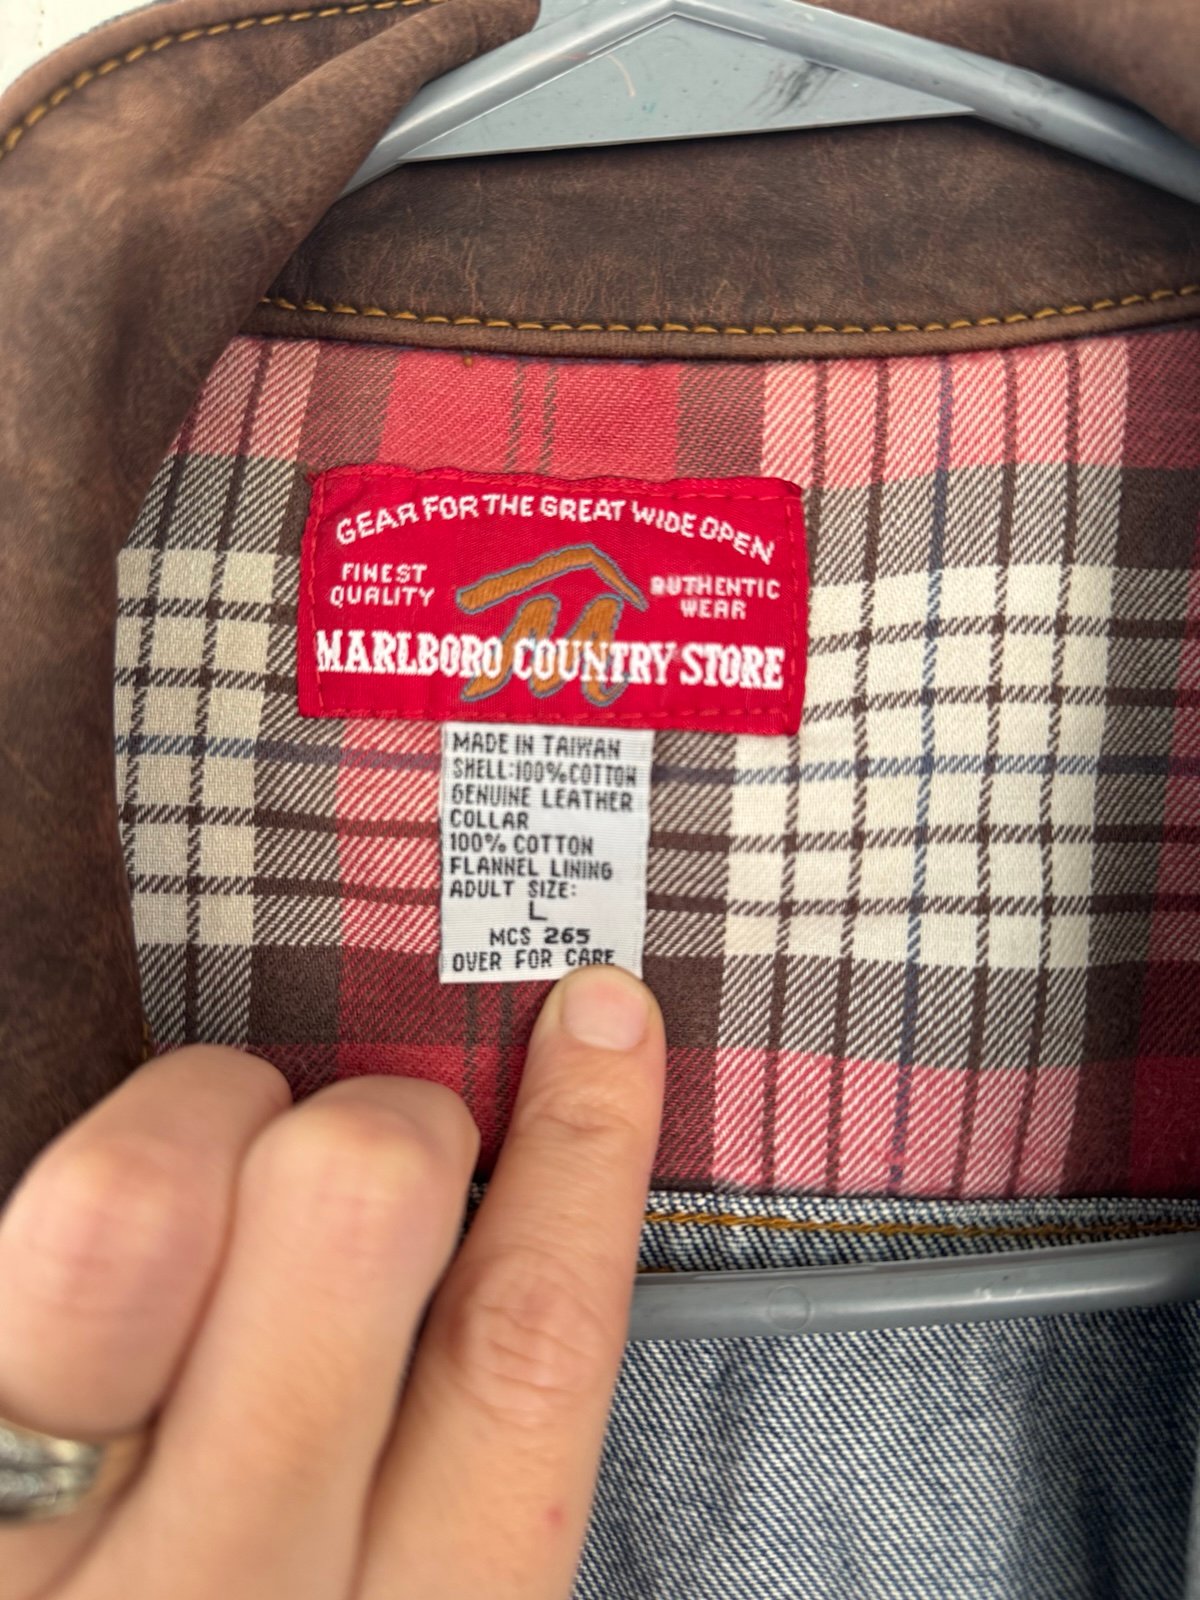 GEAR FOR THE GREAT WIDE OPEN
FINEST
QUALITY
AUTHENTIC
WEAR
M
MARLBORO COUNTRY STORE
MADE IN TAIWAN
SHELL:100%COTTON
GENUINE LEATHER
COLLAR
100% COTTON
FLANNEL LINING
ADULT SIZE:
L
MCS 265
OVER FOR CARE